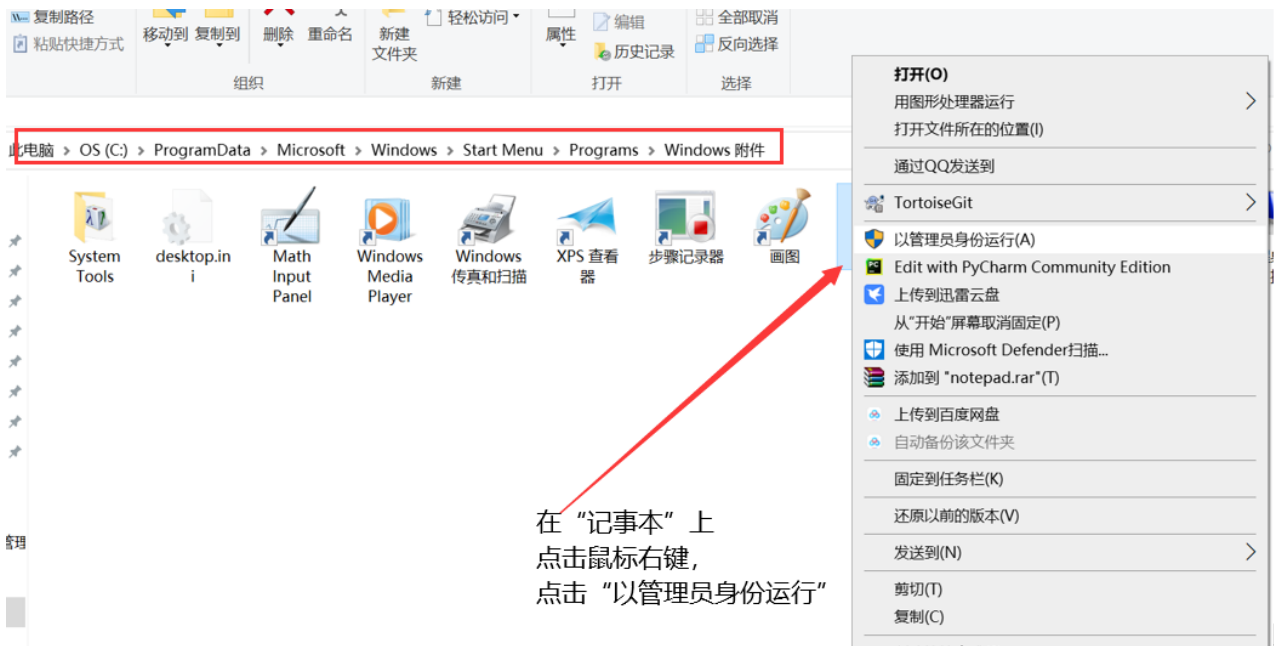 复制路径
粘贴快捷方式
移动到
复制到
删除
重命名
组织
轻松访问
新建
文件夹
新建
属性
编辑
历史记录
打开
全部取消
反向选择
选择
此电脑 > OS (C:) > ProgramData > Microsoft > Windows > Start Menu > Programs > Windows 附件
System
Tools
desktop.in
i
Math
Input
Panel
Windows
Media
Player
Windows
传真和扫描
XPS 查看
器
步骤记录器
画图
管理
在“记事本”上
点击鼠标右键,
点击“以管理员身份运行”
打开(O)
用图形处理器运行
打开文件所在的位置(I)
通过QQ发送到
TortoiseGit
以管理员身份运行(A)
Edit with PyCharm Community Edition
上传到迅雷云盘
从“开始”屏幕取消固定(P)
使用 Microsoft Defender扫描...
添加到 "notepad.rar"(T)
上传到百度网盘
自动备份该文件夹
固定到任务栏(K)
还原以前的版本(V)
发送到(N)
剪切(T)
复制(C)